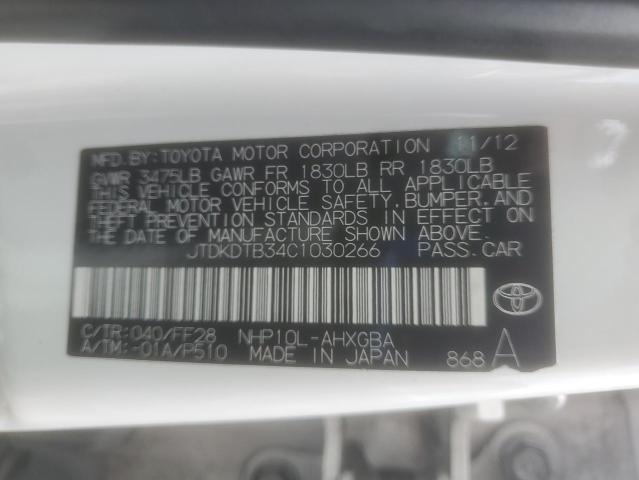 MFD.BY:TOYOTA MOTOR CORPORATION 11/12
GVWR 3475LB GAWR FR 1830LB RR 1830LB
THIS VEHICLE CONFORMS TO ALL APPLICABLE
FEDERAL MOTOR VEHICLE SAFETY,BUMPER,AND
THEFT PREVENTION STANDARDS IN EFFECT ON
THE DATE OF MANUFACTURE SHOWN ABOVE.
JTDKDTB34C1030266 PASS.CAR
C/TR:040/FF28 NHP10L-AHXGBA
A/TM:-01A/P510 MADE IN JAPAN 868 A
TOYOTA